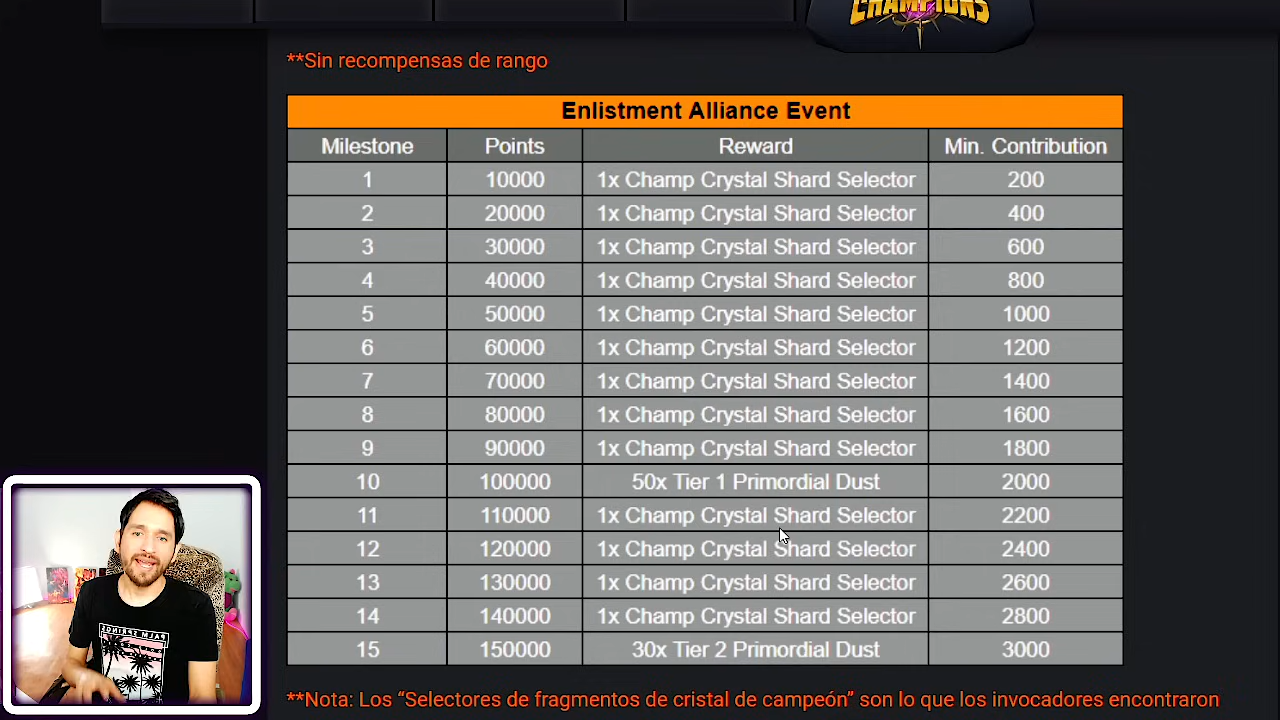 CHAMPIONS
**Sin recompensas de rango
Enlistment Alliance Event
Milestone Points Reward Min. Contribution
1 10000 1x Champ Crystal Shard Selector 200
2 20000 1x Champ Crystal Shard Selector 400
3 30000 1x Champ Crystal Shard Selector 600
4 40000 1x Champ Crystal Shard Selector 800
5 50000 1x Champ Crystal Shard Selector 1000
6 60000 1x Champ Crystal Shard Selector 1200
7 70000 1x Champ Crystal Shard Selector 1400
8 80000 1x Champ Crystal Shard Selector 1600
9 90000 1x Champ Crystal Shard Selector 1800
10 100000 50x Tier 1 Primordial Dust 2000
11 110000 1x Champ Crystal Shard Selector 2200
12 120000 1x Champ Crystal Shard Selector 2400
13 130000 1x Champ Crystal Shard Selector 2600
14 140000 1x Champ Crystal Shard Selector 2800
15 150000 30x Tier 2 Primordial Dust 3000
PALM SPRINGS
**Nota: Los “Selectores de fragmentos de cristal de campeón” son lo que los invocadores encontraron